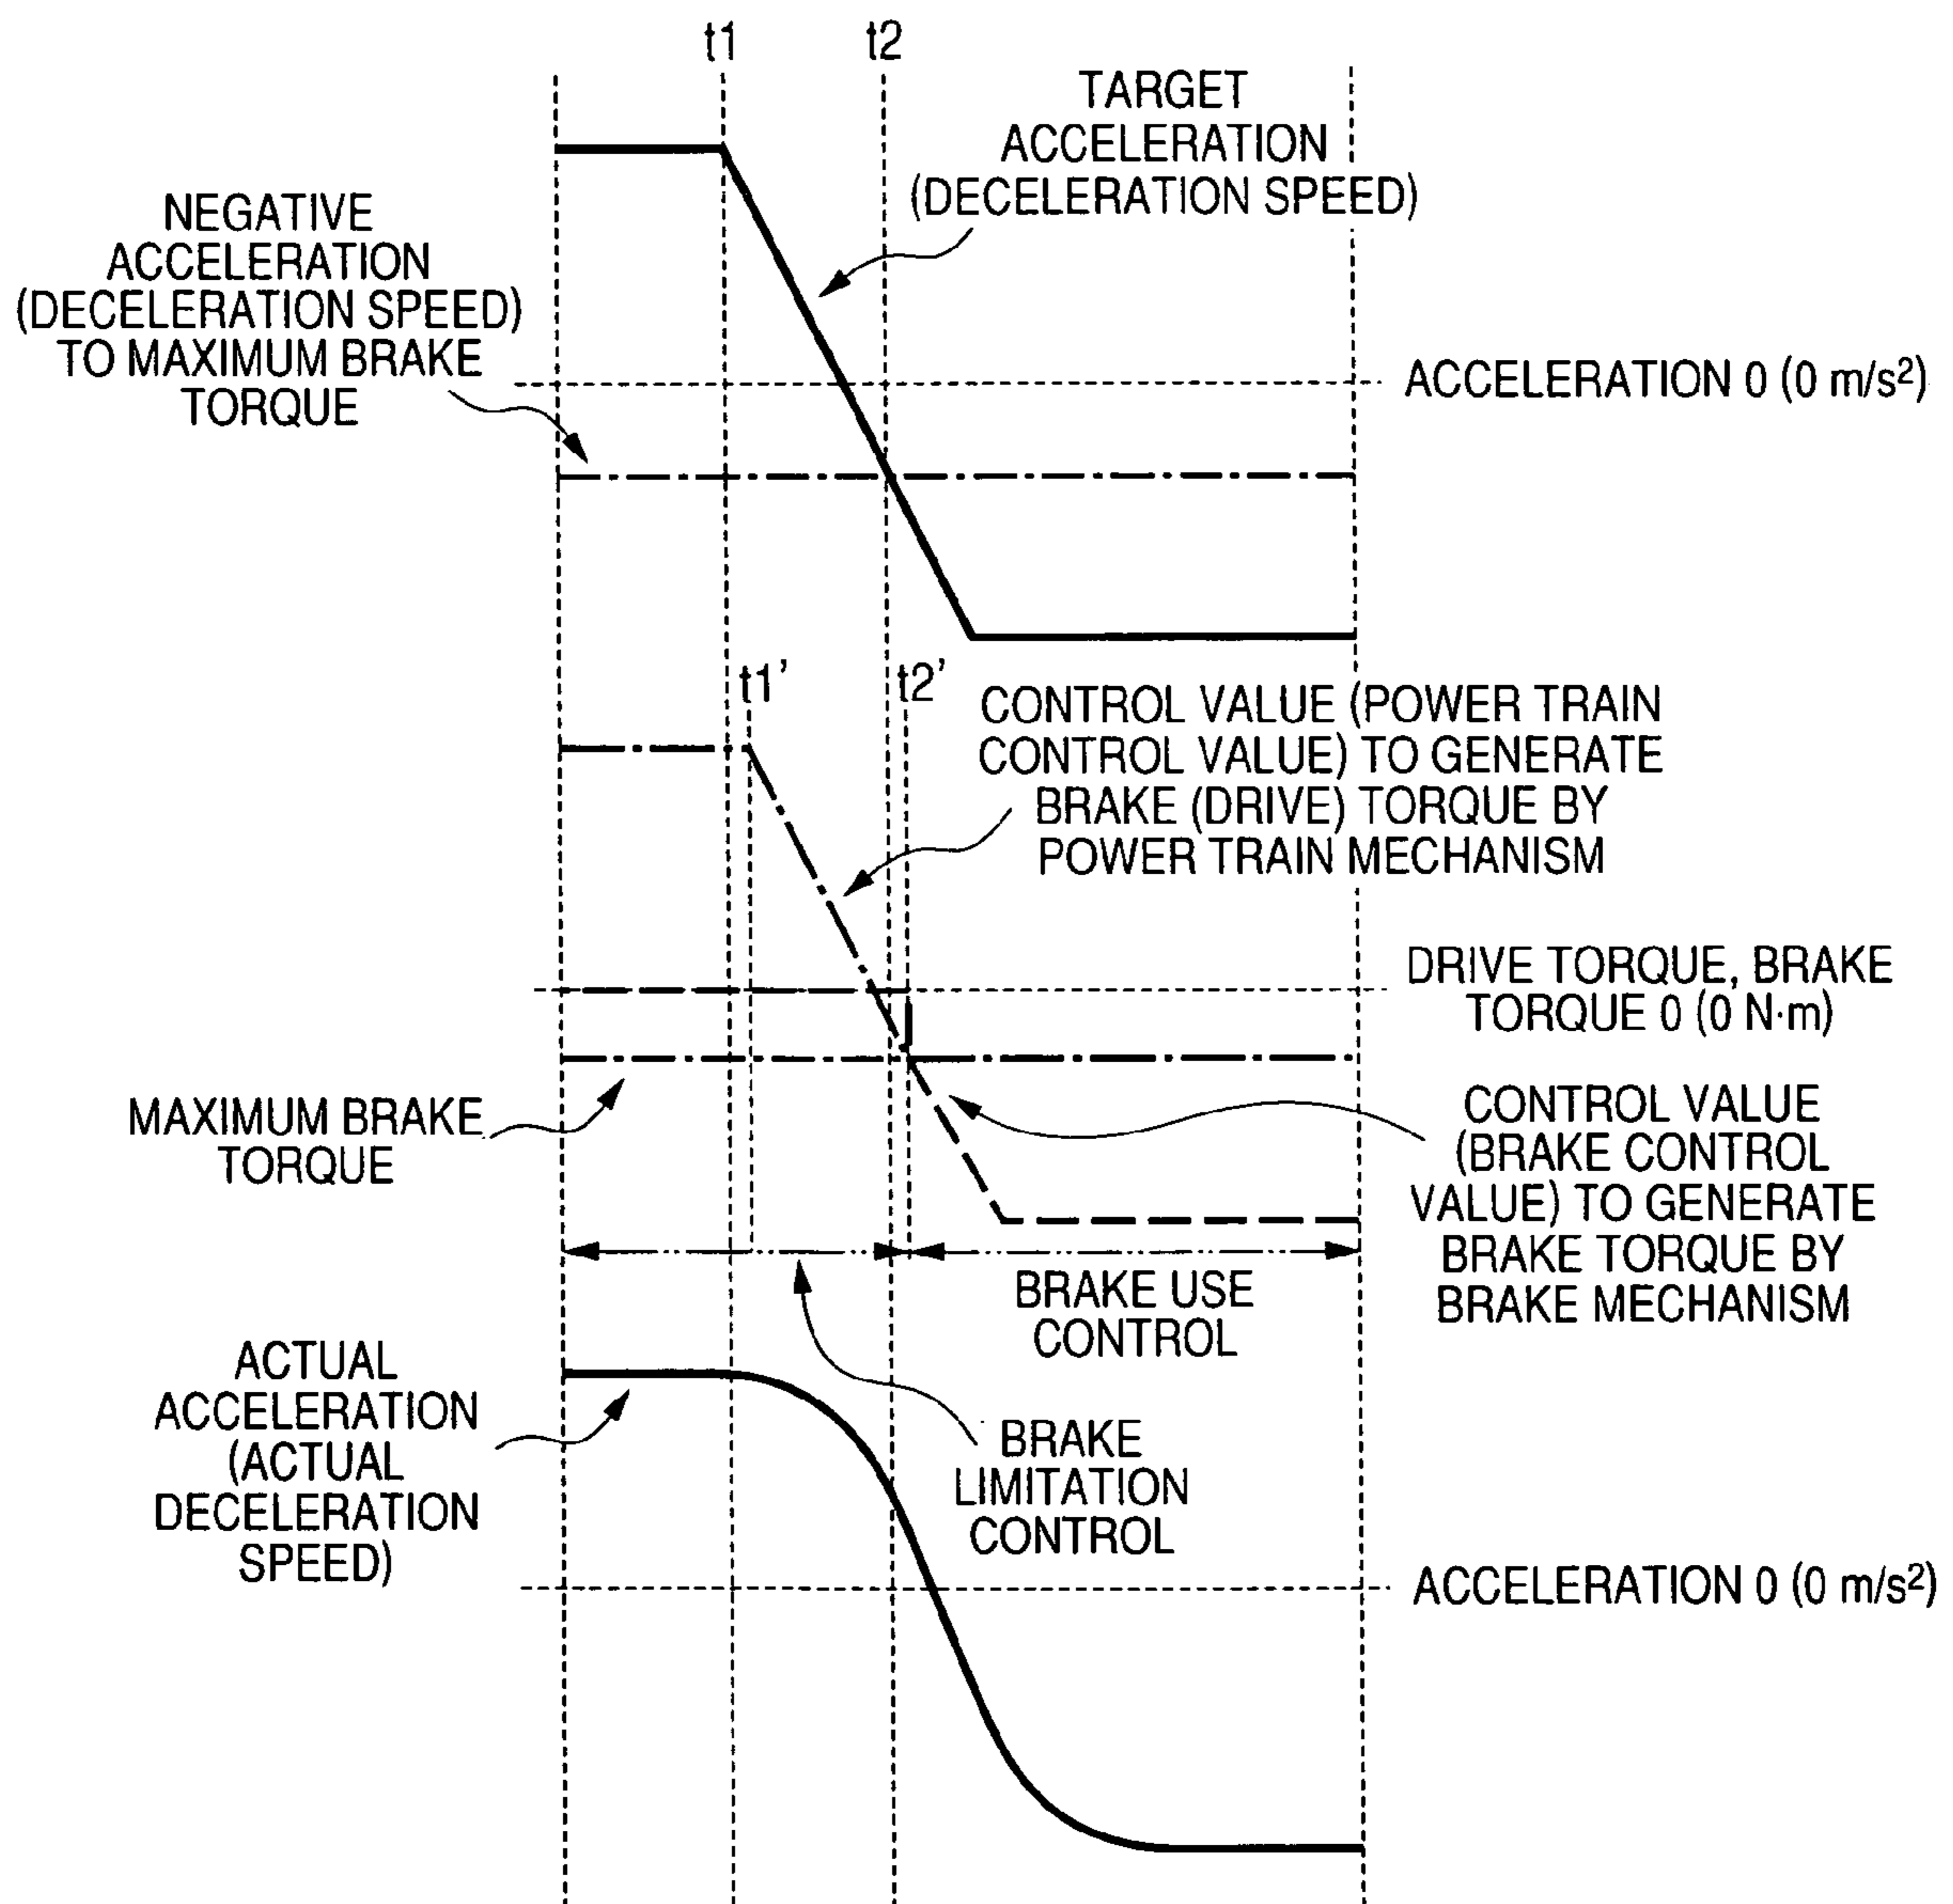 t1
t2
TARGET
ACCELERATION
(DECELERATION SPEED)
NEGATIVE
ACCELERATION
(DECELERATION SPEED)
TO MAXIMUM BRAKE
TORQUE
ACCELERATION 0 (0 m/s²)
t1'
t2'
CONTROL VALUE (POWER TRAIN
CONTROL VALUE) TO GENERATE
BRAKE (DRIVE) TORQUE BY
POWER TRAIN MECHANISM
DRIVE TORQUE, BRAKE
TORQUE 0 (0 N·m)
MAXIMUM BRAKE
TORQUE
CONTROL VALUE
(BRAKE CONTROL
VALUE) TO GENERATE
BRAKE TORQUE BY
BRAKE MECHANISM
BRAKE USE
CONTROL
ACTUAL
ACCELERATION
(ACTUAL
DECELERATION
SPEED)
BRAKE
LIMITATION
CONTROL
ACCELERATION 0 (0 m/s²)